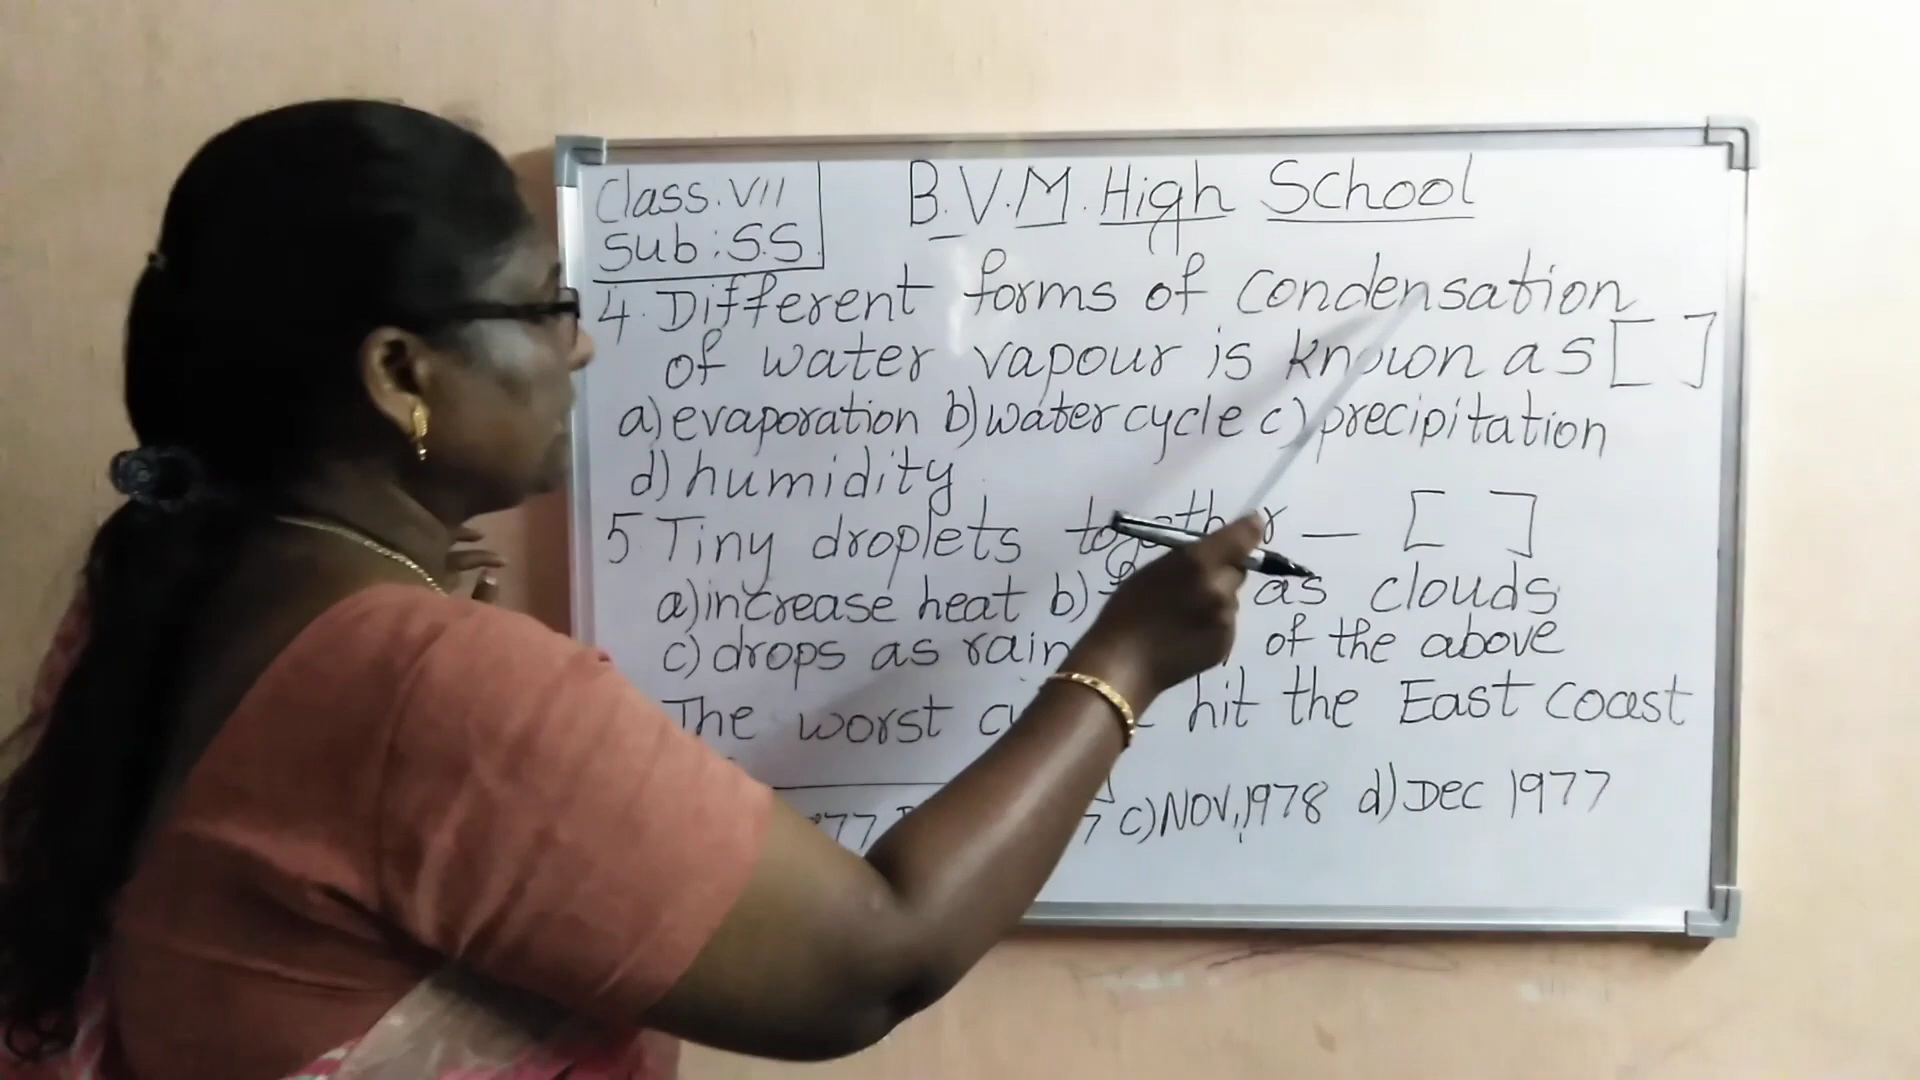 Class.VII
Sub:S.S
B.V.M.High School
4.Different forms of condensation
of water vapour is known as[ ]
a)evaporation b)water cycle c)precipitation
d)humidity
5.Tiny droplets together — [ ]
a)increase heat b) as clouds
c)drops as rain of the above
The worst hit the East coast
c)NOV,1978 d)Dec 1977